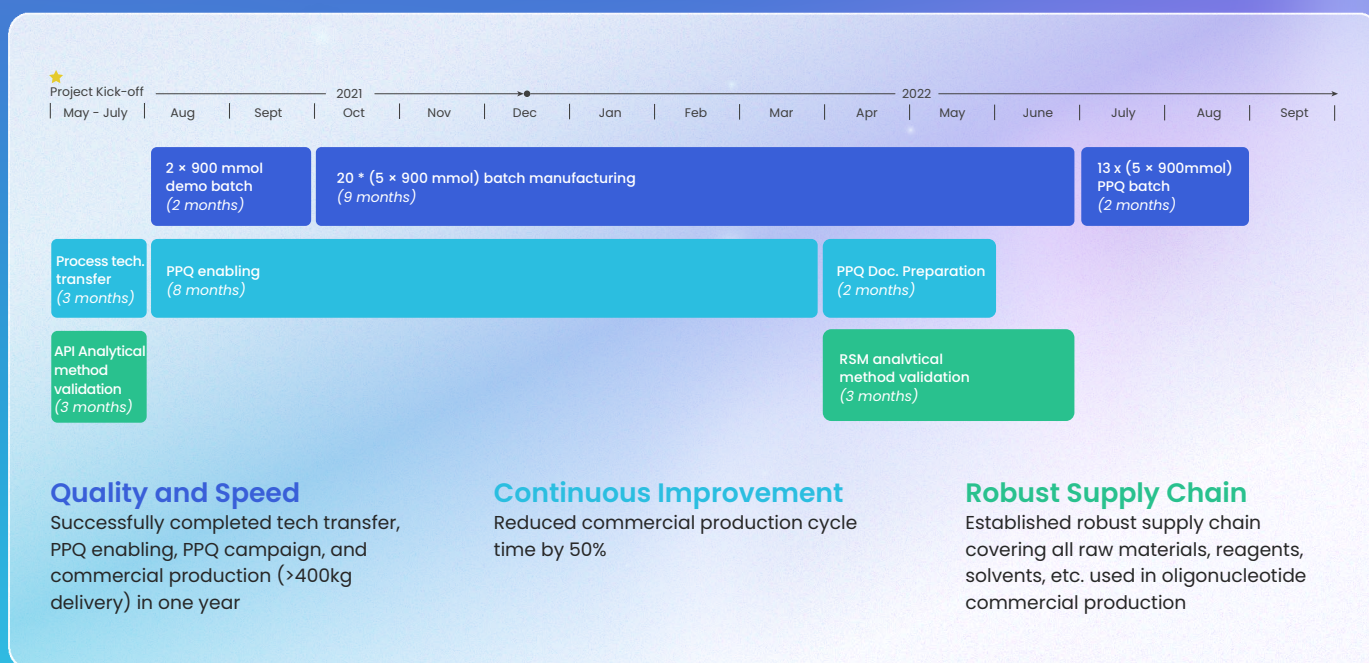 Project Kick-off
2021
2022
May - July
Aug
Sept
Oct
Nov
Dec
Jan
Feb
Mar
Apr
May
June
July
Aug
Sept
2 × 900 mmol
demo batch
(2 months)
20 * (5 × 900 mmol) batch manufacturing
(9 months)
13 x (5 × 900mmol)
PPQ batch
(2 months)
Process tech.
transfer
(3 months)
PPQ enabling
(8 months)
PPQ Doc. Preparation
(2 months)
API Analytical
method
validation
(3 months)
RSM analvtical
method validation
(3 months)
Quality and Speed
Successfully completed tech transfer,
PPQ enabling, PPQ campaign, and
commercial production (>400kg
delivery) in one year
Continuous Improvement
Reduced commercial production cycle
time by 50%
Robust Supply Chain
Established robust supply chain
covering all raw materials, reagents,
solvents, etc. used in oligonucleotide
commercial production